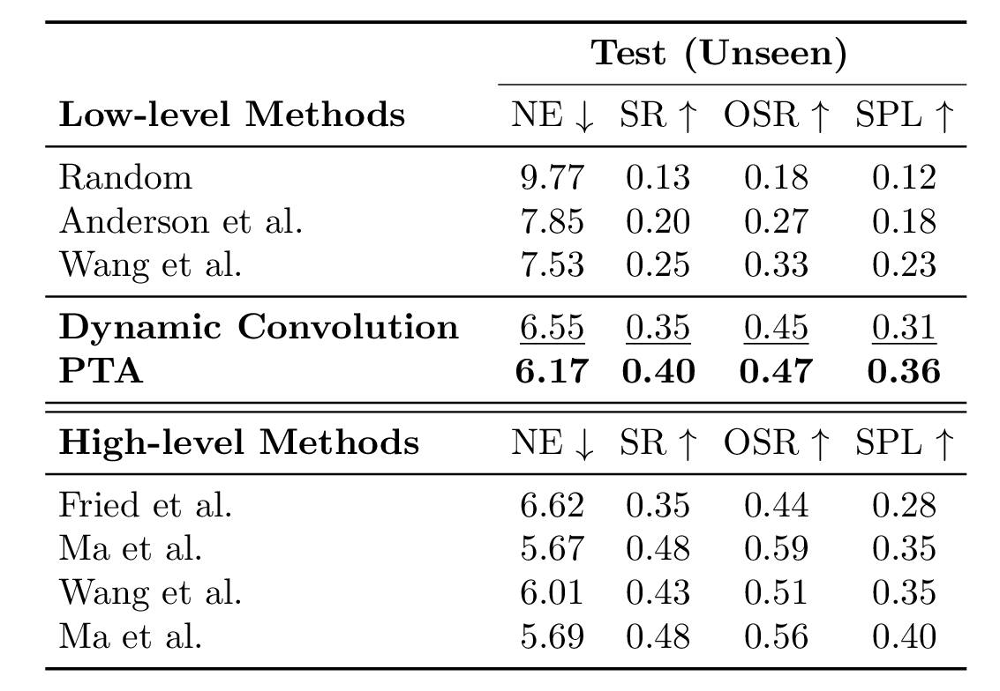 Test (Unseen)
Low-level Methods NE ↓ SR ↑ OSR ↑ SPL ↑
Random 9.77 0.13 0.18 0.12
Anderson et al. 7.85 0.20 0.27 0.18
Wang et al. 7.53 0.25 0.33 0.23
Dynamic Convolution 6.55 0.35 0.45 0.31
PTA 6.17 0.40 0.47 0.36
High-level Methods NE ↓ SR ↑ OSR ↑ SPL ↑
Fried et al. 6.62 0.35 0.44 0.28
Ma et al. 5.67 0.48 0.59 0.35
Wang et al. 6.01 0.43 0.51 0.35
Ma et al. 5.69 0.48 0.56 0.40